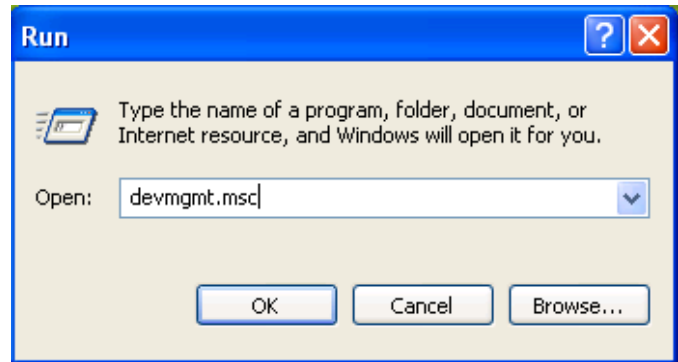 Run
Type the name of a program, folder, document, or
Internet resource, and Windows will open it for you.
Open: devmgmt.msc
OK Cancel Browse...